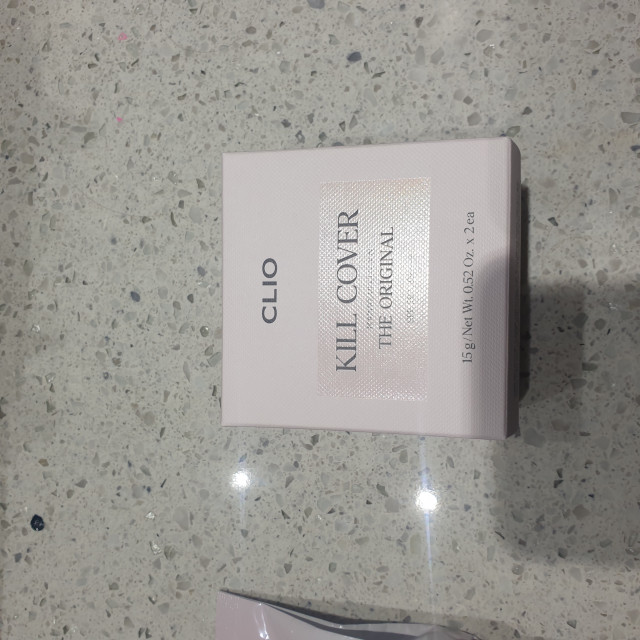 CLIO
KILL COVER
THE ORIGINAL
15 g / Net Wt. 0.52 Oz. x 2 ea